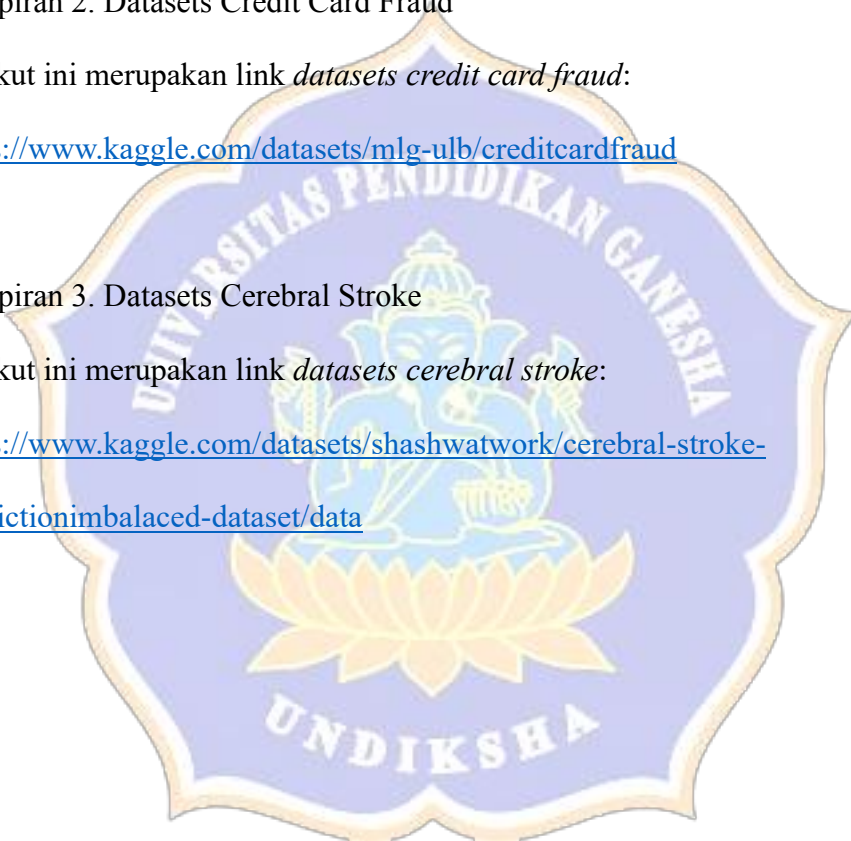 piran 2. Datasets Credit Card Fraud
kut ini merupakan link datasets credit card fraud:
://www.kaggle.com/datasets/mlg-ulb/creditcardfraud
UNIVERSITAS PENDIDIKAN GANESHA
piran 3. Datasets Cerebral Stroke
kut ini merupakan link datasets cerebral stroke:
://www.kaggle.com/datasets/shashwatwork/cerebral-stroke-
ictionimbalaced-dataset/data
UNDIKSHA